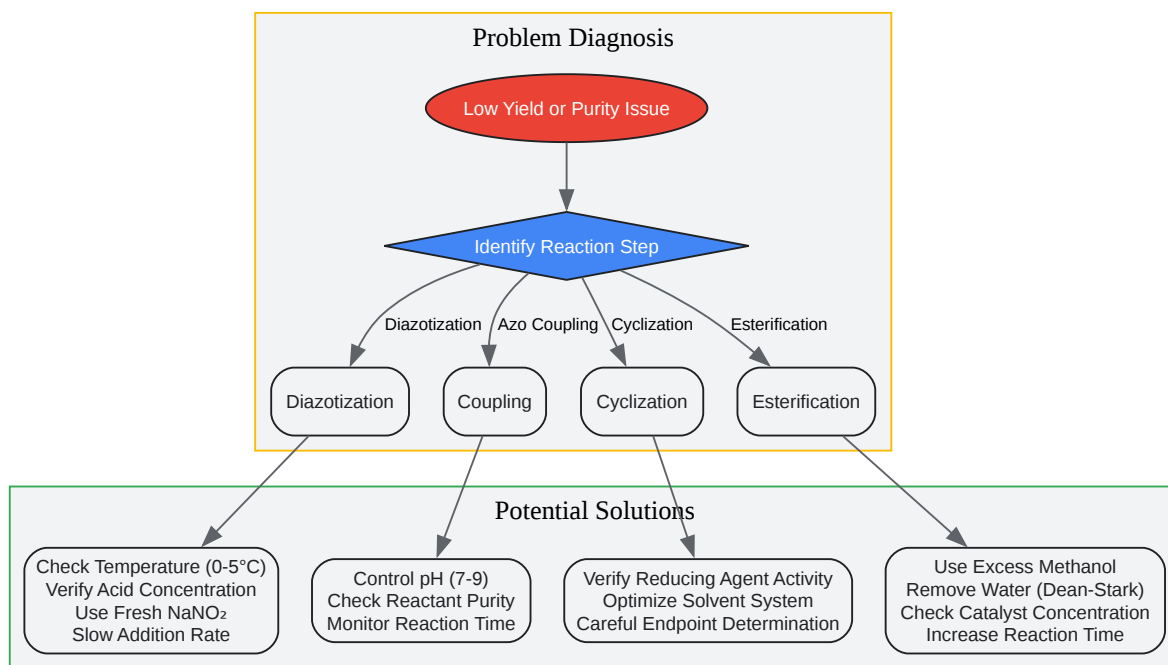 Problem Diagnosis
Low Yield or Purity Issue
Identify Reaction Step
Diazotization
Azo Coupling
Cyclization
Esterification
Diazotization
Coupling
Cyclization
Esterification
Potential Solutions
Check Temperature (0-5°C)
Verify Acid Concentration
Use Fresh NaNO₂
Slow Addition Rate
Control pH (7-9)
Check Reactant Purity
Monitor Reaction Time
Verify Reducing Agent Activity
Optimize Solvent System
Careful Endpoint Determination
Use Excess Methanol
Remove Water (Dean-Stark)
Check Catalyst Concentration
Increase Reaction Time